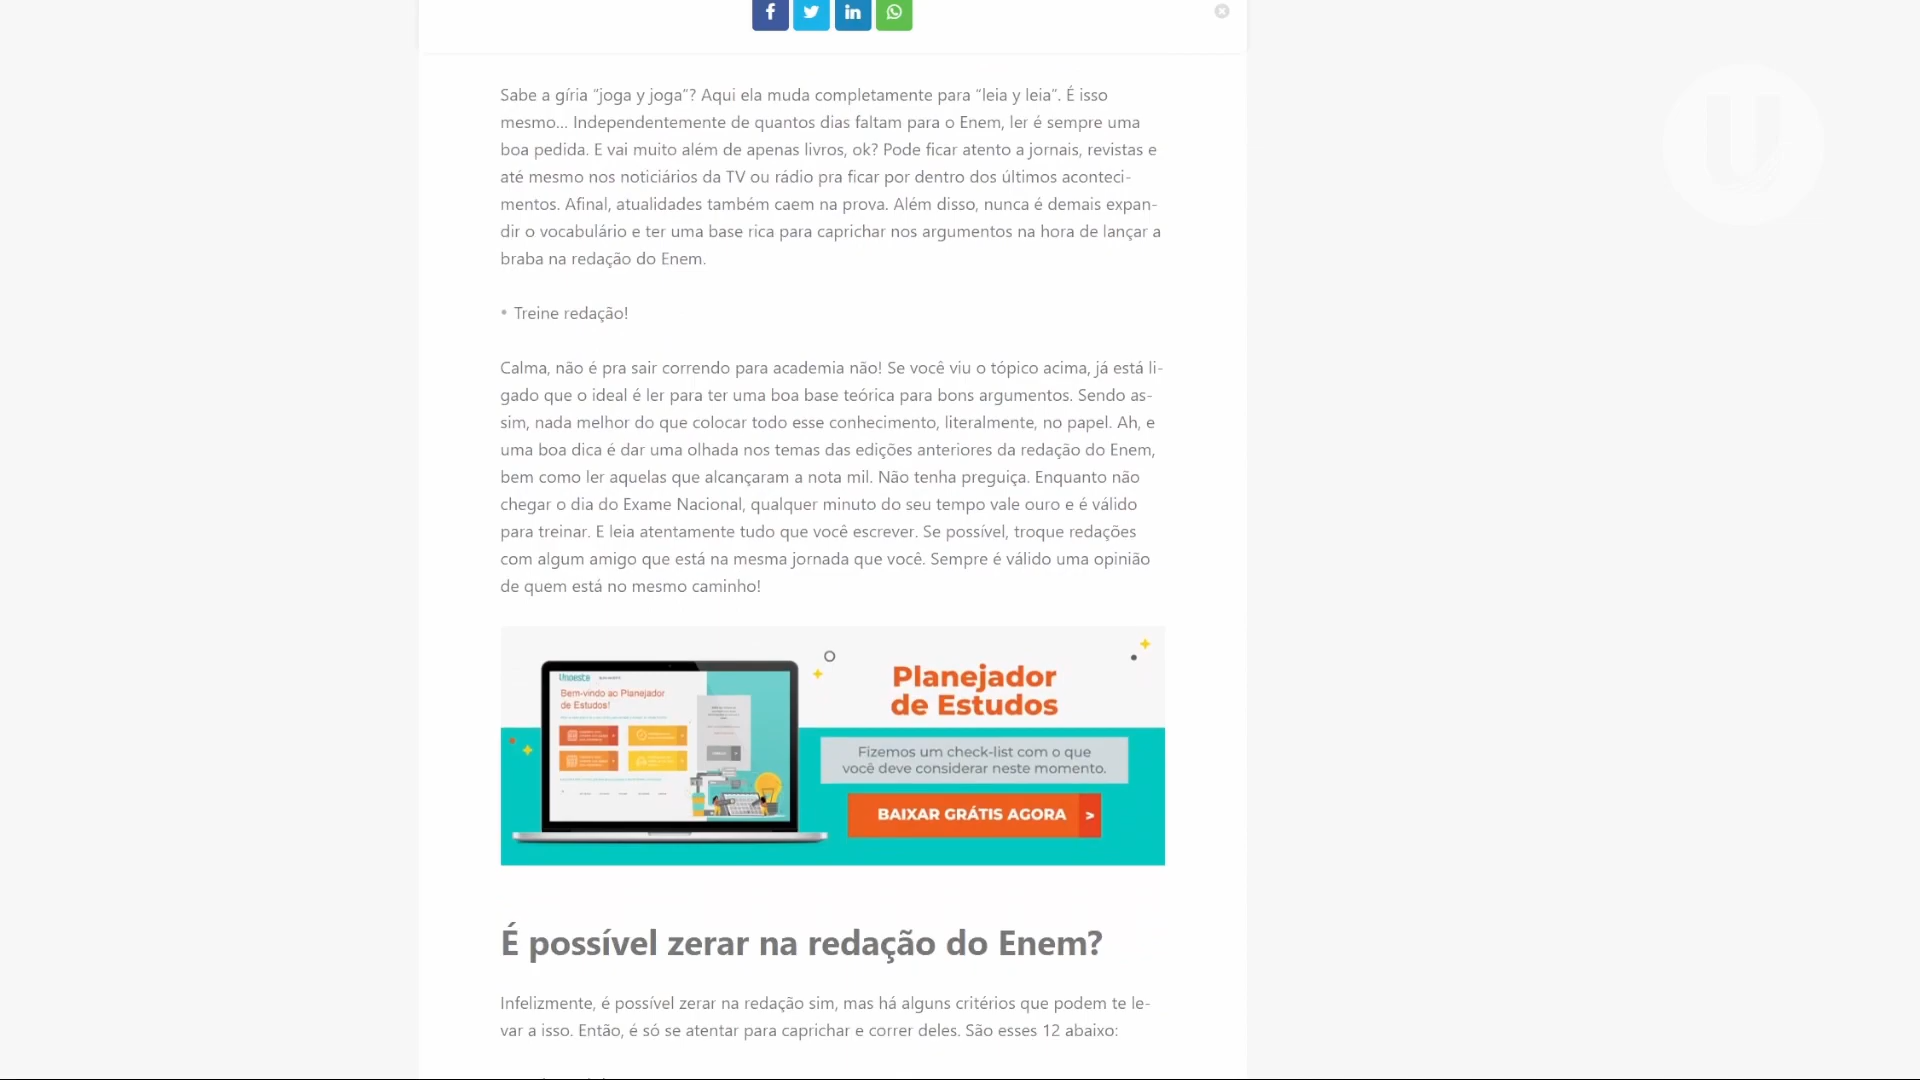 Sabe a gíria “joga y joga”? Aqui ela muda completamente para “leia y leia”. É isso
mesmo... Independentemente de quantos dias faltam para o Enem, ler é sempre uma
boa pedida. E vai muito além de apenas livros, ok? Pode ficar atento a jornais, revistas e
até mesmo nos noticiários da TV ou rádio pra ficar por dentro dos últimos aconteci-
mentos. Afinal, atualidades também caem na prova. Além disso, nunca é demais expan-
dir o vocabulário e ter uma base rica para caprichar nos argumentos na hora de lançar a
braba na redação do Enem.
• Treine redação!
Calma, não é pra sair correndo para academia não! Se você viu o tópico acima, já está li-
gado que o ideal é ler para ter uma boa base teórica para bons argumentos. Sendo as-
sim, nada melhor do que colocar todo esse conhecimento, literalmente, no papel. Ah, e
uma boa dica é dar uma olhada nos temas das edições anteriores da redação do Enem,
bem como ler aquelas que alcançaram a nota mil. Não tenha preguiça. Enquanto não
chegar o dia do Exame Nacional, qualquer minuto do seu tempo vale ouro e é válido
para treinar. E leia atentamente tudo que você escrever. Se possível, troque redações
com algum amigo que está na mesma jornada que você. Sempre é válido uma opinião
de quem está no mesmo caminho!
Unoeste
Bem-vindo ao Planejador
de Estudos!
Planejador
de Estudos
Fizemos um check-list com o que
você deve considerar neste momento.
BAIXAR GRÁTIS AGORA >
É possível zerar na redação do Enem?
Infelizmente, é possível zerar na redação sim, mas há alguns critérios que podem te le-
var a isso. Então, é só se atentar para caprichar e correr deles. São esses 12 abaixo: